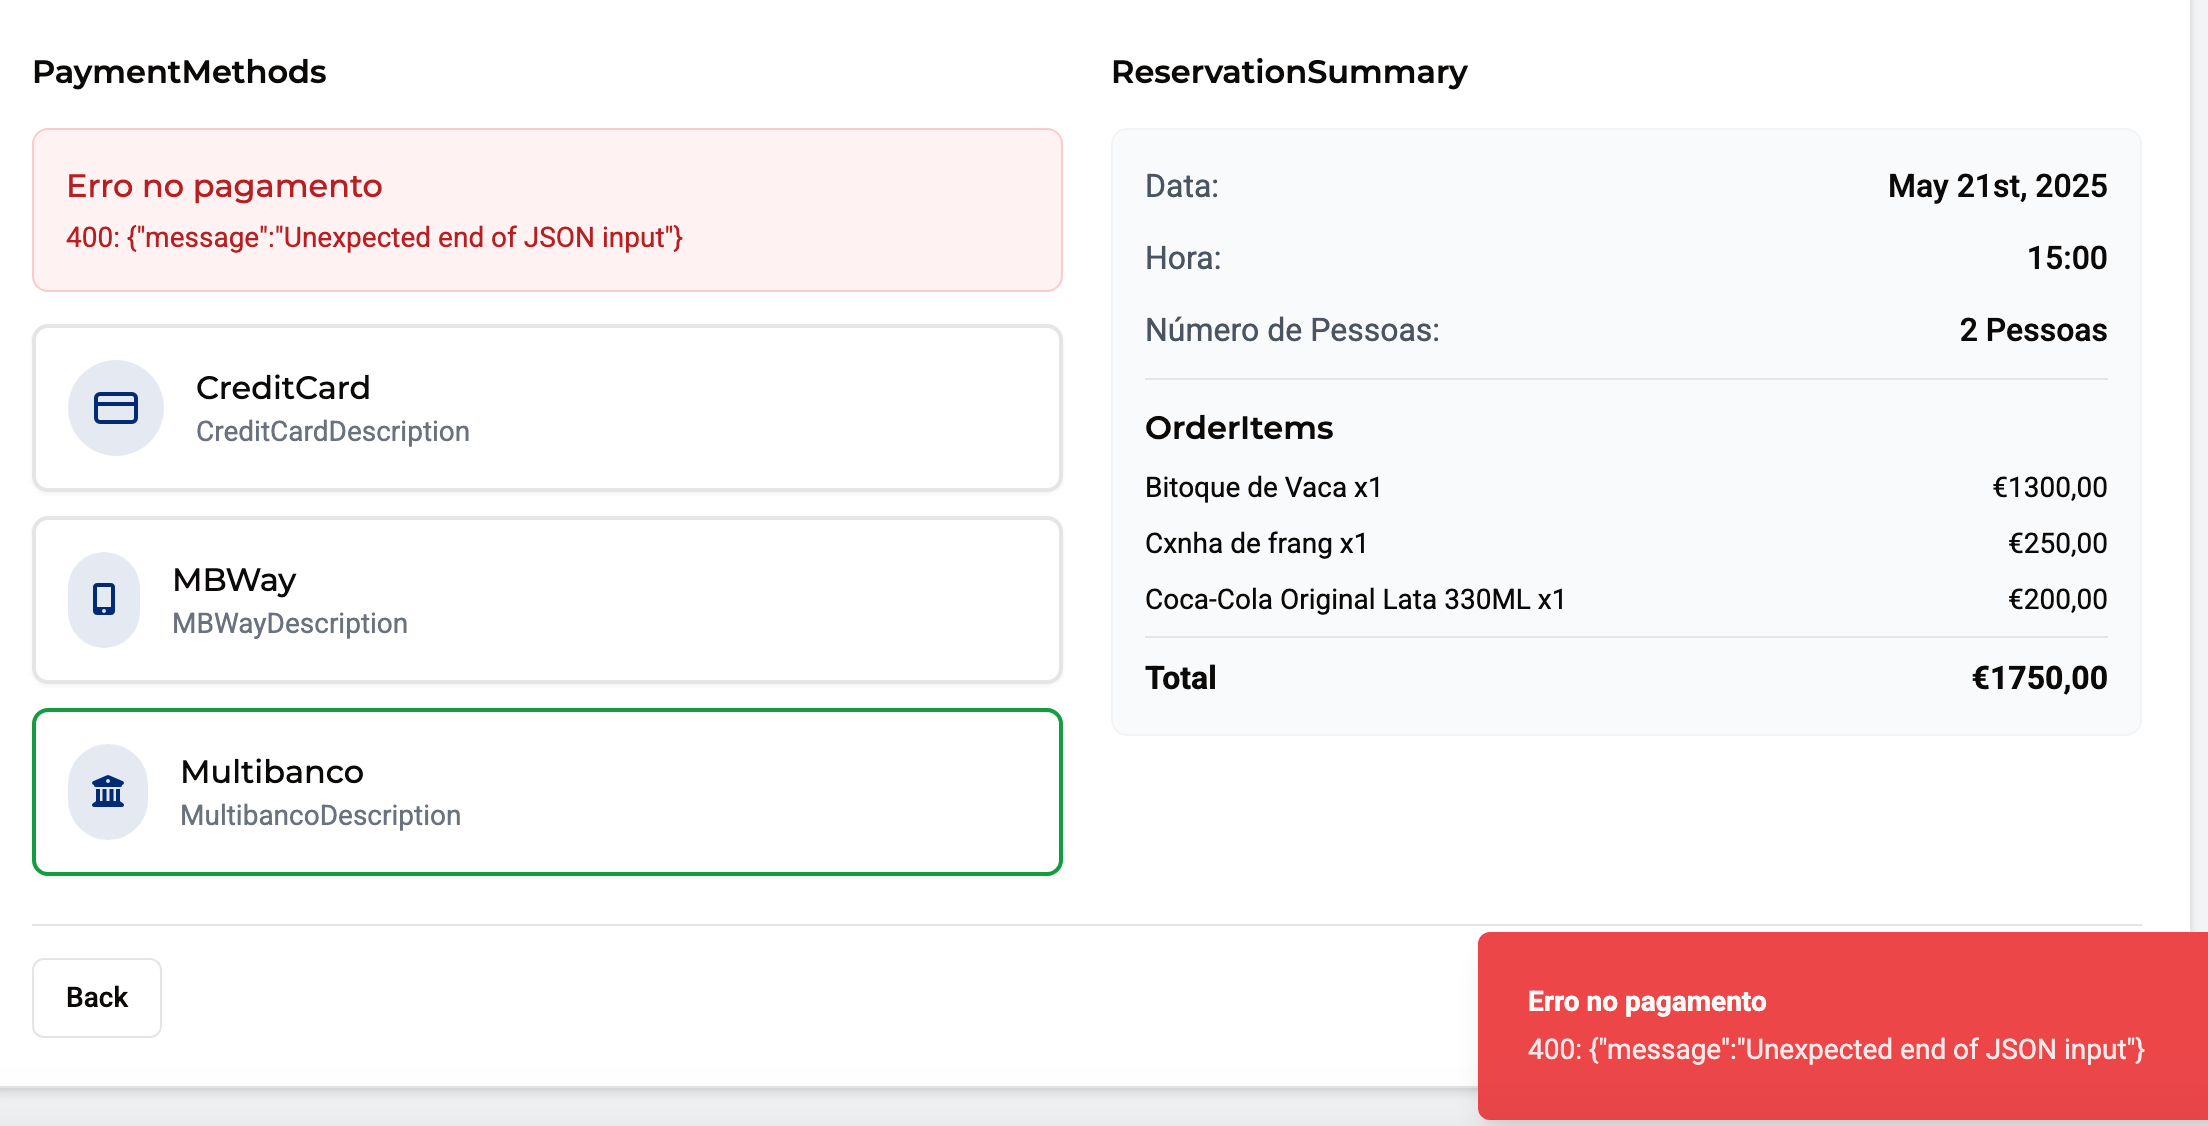 PaymentMethods
Erro no pagamento
400: {"message":"Unexpected end of JSON input"}
CreditCard
CreditCardDescription
MBWay
MBWayDescription
Multibanco
MultibancoDescription
Back
ReservationSummary
Data: May 21st, 2025
Hora: 15:00
Número de Pessoas: 2 Pessoas
OrderItems
Bitoque de Vaca x1 €1300,00
Cxnha de frang x1 €250,00
Coca-Cola Original Lata 330ML x1 €200,00
Total €1750,00
Erro no pagamento
400: {"message":"Unexpected end of JSON input"}